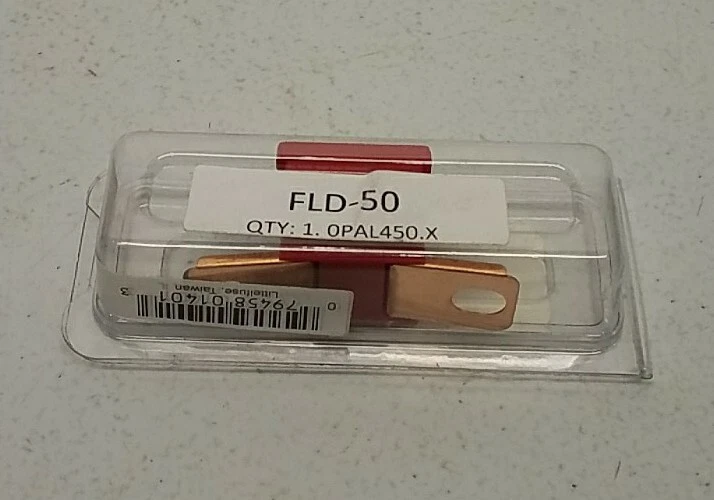 FLD-50
QTY: 1. 0PAL450.X
Littelfuse, Taiwan
0 79458 01401 3